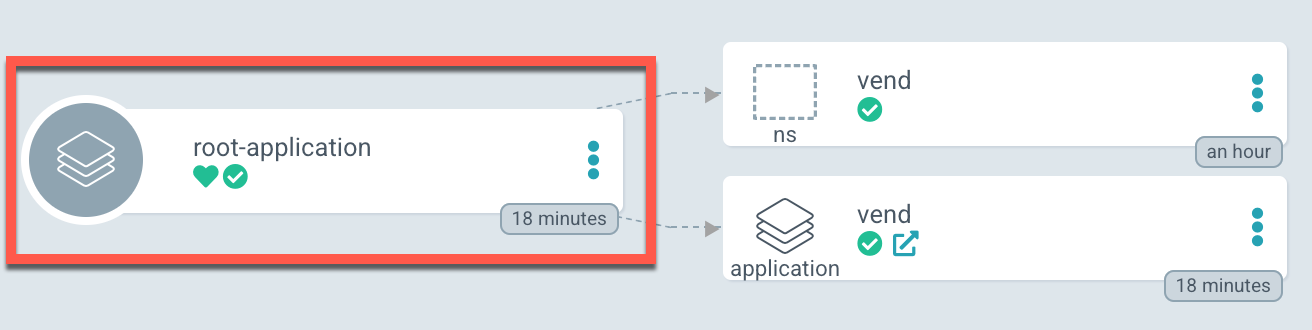 root-application
18 minutes
vend
ns
an hour
vend
application
18 minutes